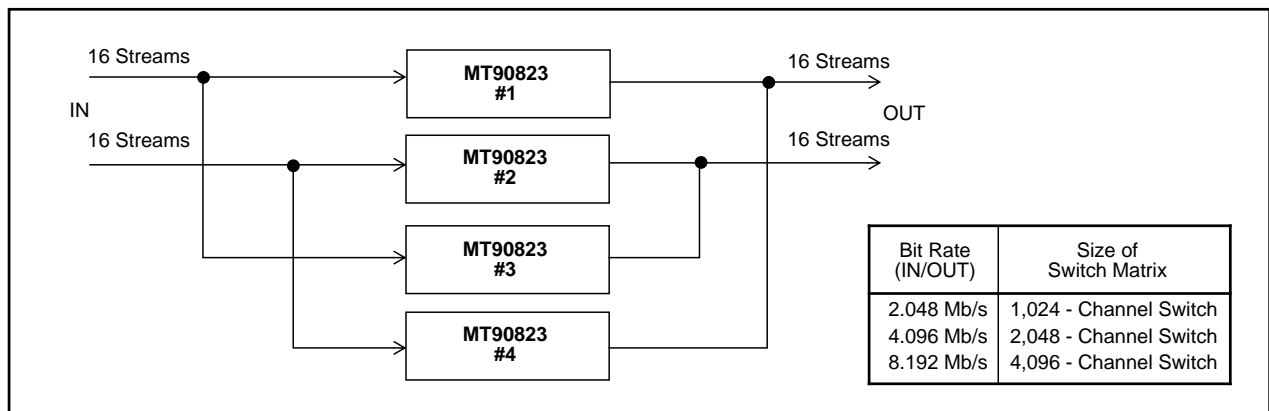 16 Streams
MT90823
#1
16 Streams
IN
OUT
16 Streams
MT90823
#2
16 Streams
MT90823
#3
MT90823
#4
Bit Rate
(IN/OUT)
Size of
Switch Matrix
2.048 Mb/s
1,024 - Channel Switch
4.096 Mb/s
2,048 - Channel Switch
8.192 Mb/s
4,096 - Channel Switch